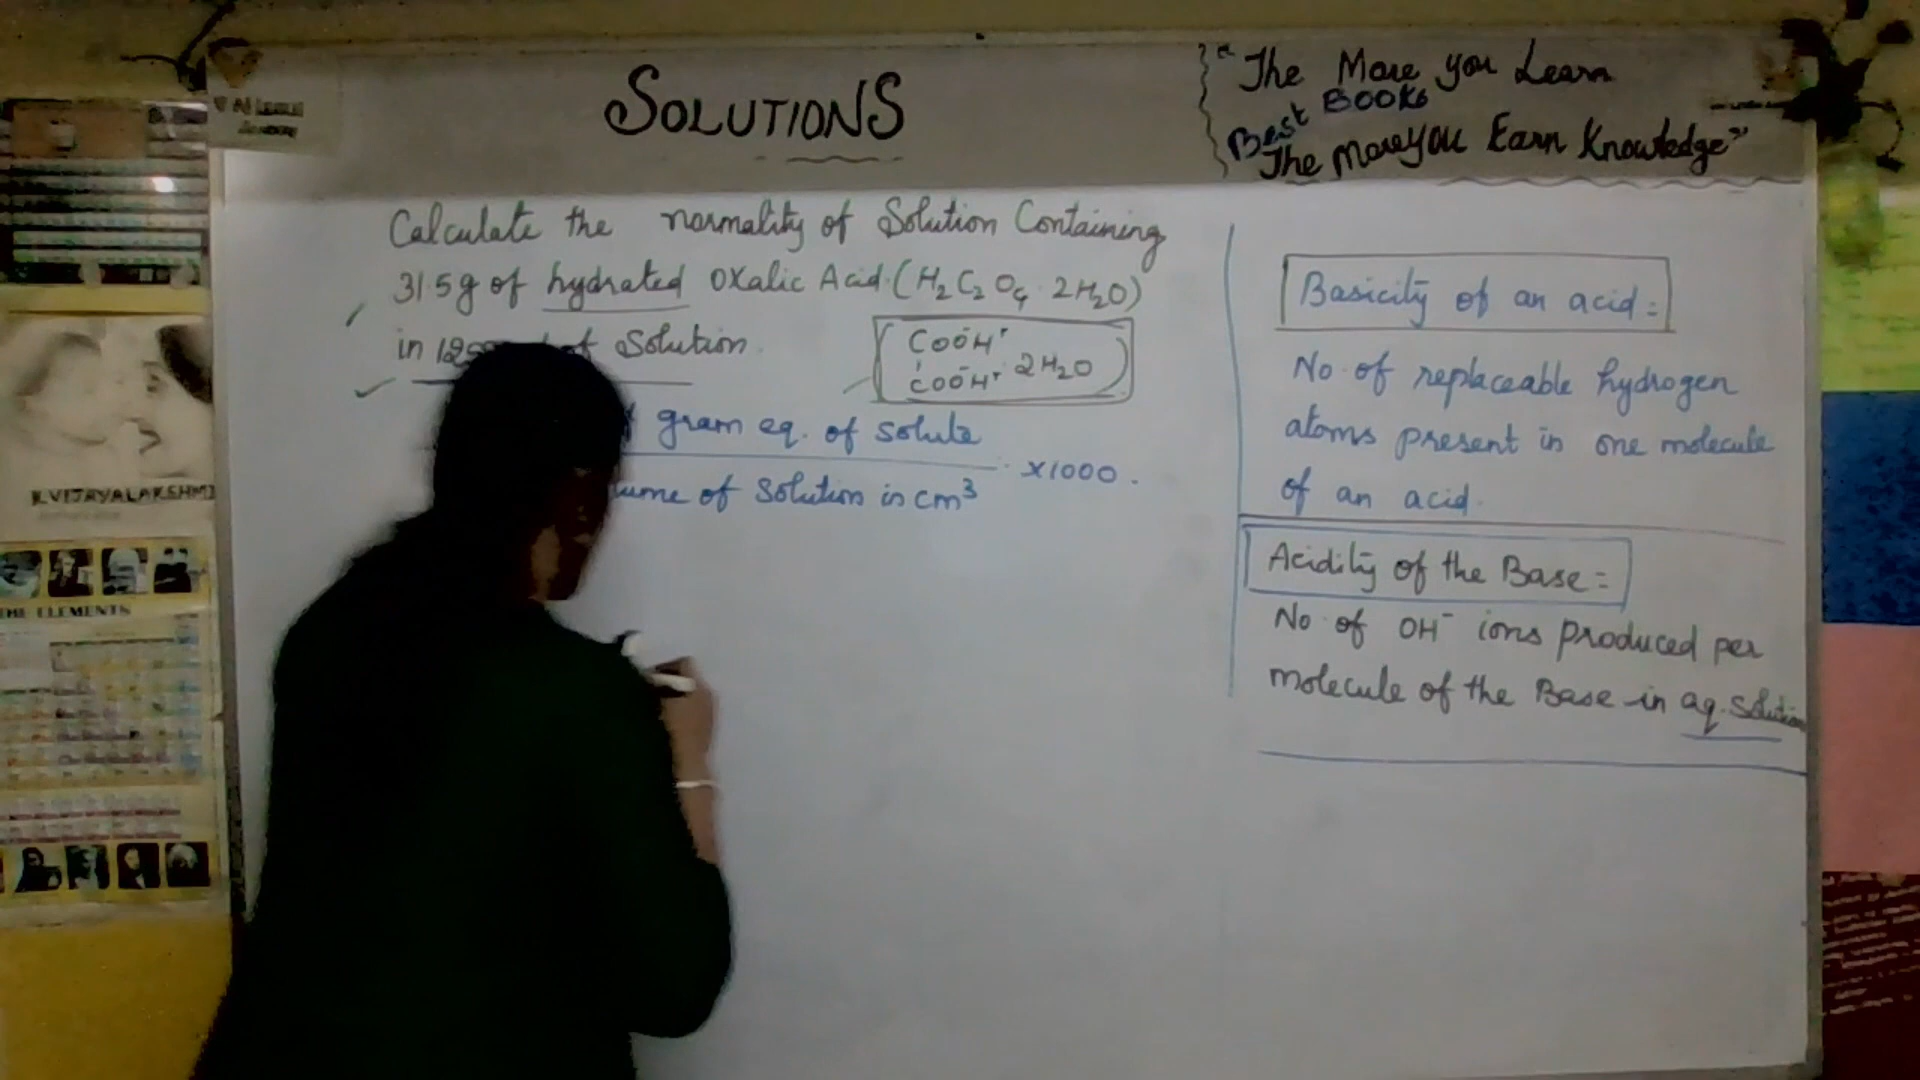 SOLUTIONS
"The More you Learn
Best BOOKS
The More you Earn Knowledge"
Calculate the normality of Solution Containing
31.5g of hydrated Oxalic Acid (H₂C₂O₄ 2H₂O)
in of Solution.
COOH⁺
COOH⁺ 2H₂O
gram eq. of solute
of Solution in cm³
×1000.
Basicity of an acid =
No. of replaceable hydrogen
atoms present in one molecule
of an acid.
Acidity of the Base =
No. of OH⁻ ions produced per
molecule of the Base in aq. solution
K.VIJAYALAKSHMI
THE ELEMENTS